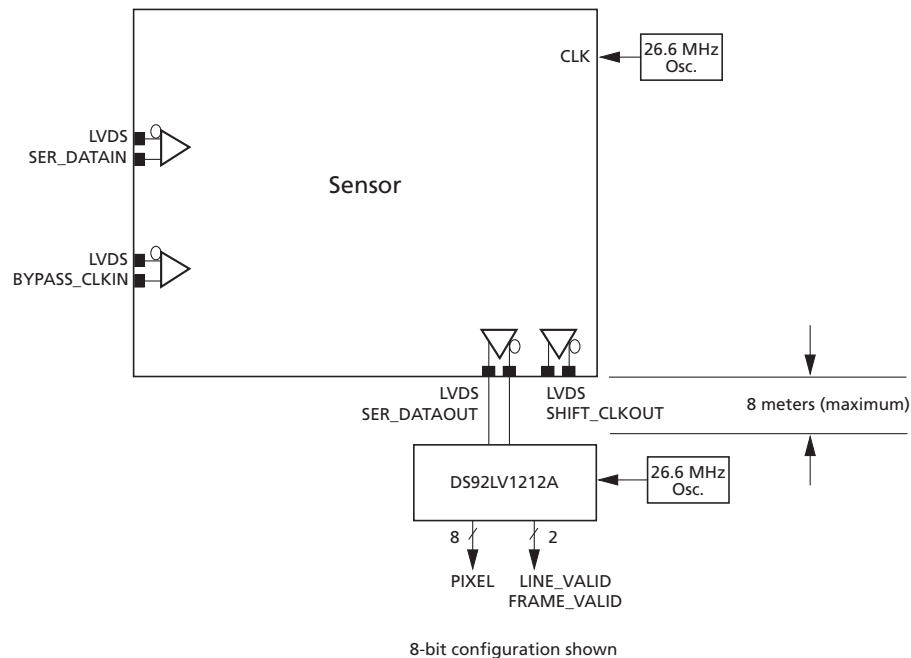 CLK
26.6 MHz
Osc.
LVDS
SER_DATAIN
Sensor
LVDS
BYPASS_CLKIN
LVDS
SER_DATAOUT
LVDS
SHIFT_CLKOUT
8 meters (maximum)
DS92LV1212A
26.6 MHz
Osc.
8
2
PIXEL
LINE_VALID
FRAME_VALID
8-bit configuration shown